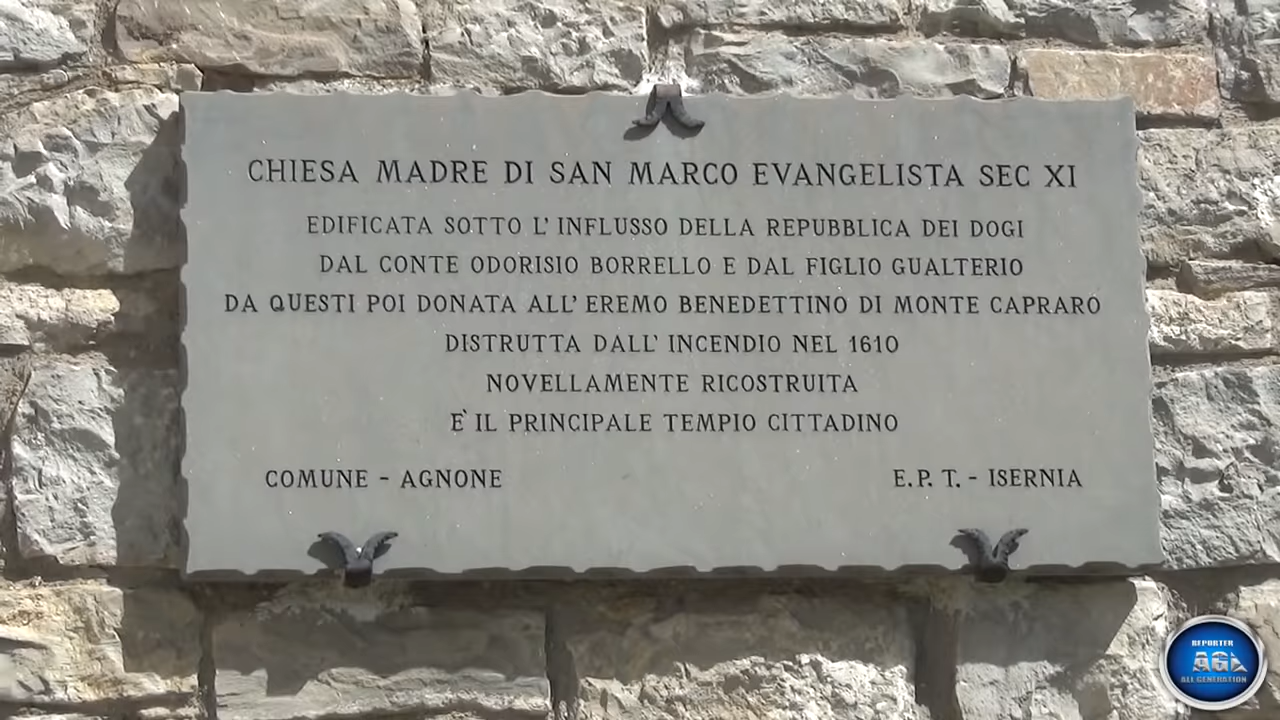 CHIESA MADRE DI SAN MARCO EVANGELISTA SEC XI
EDIFICATA SOTTO L' INFLUSSO DELLA REPUBBLICA DEI DOGI
DAL CONTE ODORISIO BORRELLO E DAL FIGLIO GUALTERIO
DA QUESTI POI DONATA ALL' EREMO BENEDETTINO DI MONTE CAPRARO
DISTRUTTA DALL' INCENDIO NEL 1610
NOVELLAMENTE RICOSTRUITA
E' IL PRINCIPALE TEMPIO CITTADINO
COMUNE - AGNONE E.P.T. - ISERNIA
REPORTER
AG
ALL GENERATION